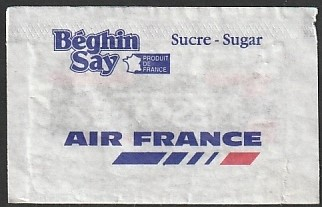 Béghin
Say
PRODUIT
DE
FRANCE
Sucre - Sugar
AIR FRANCE